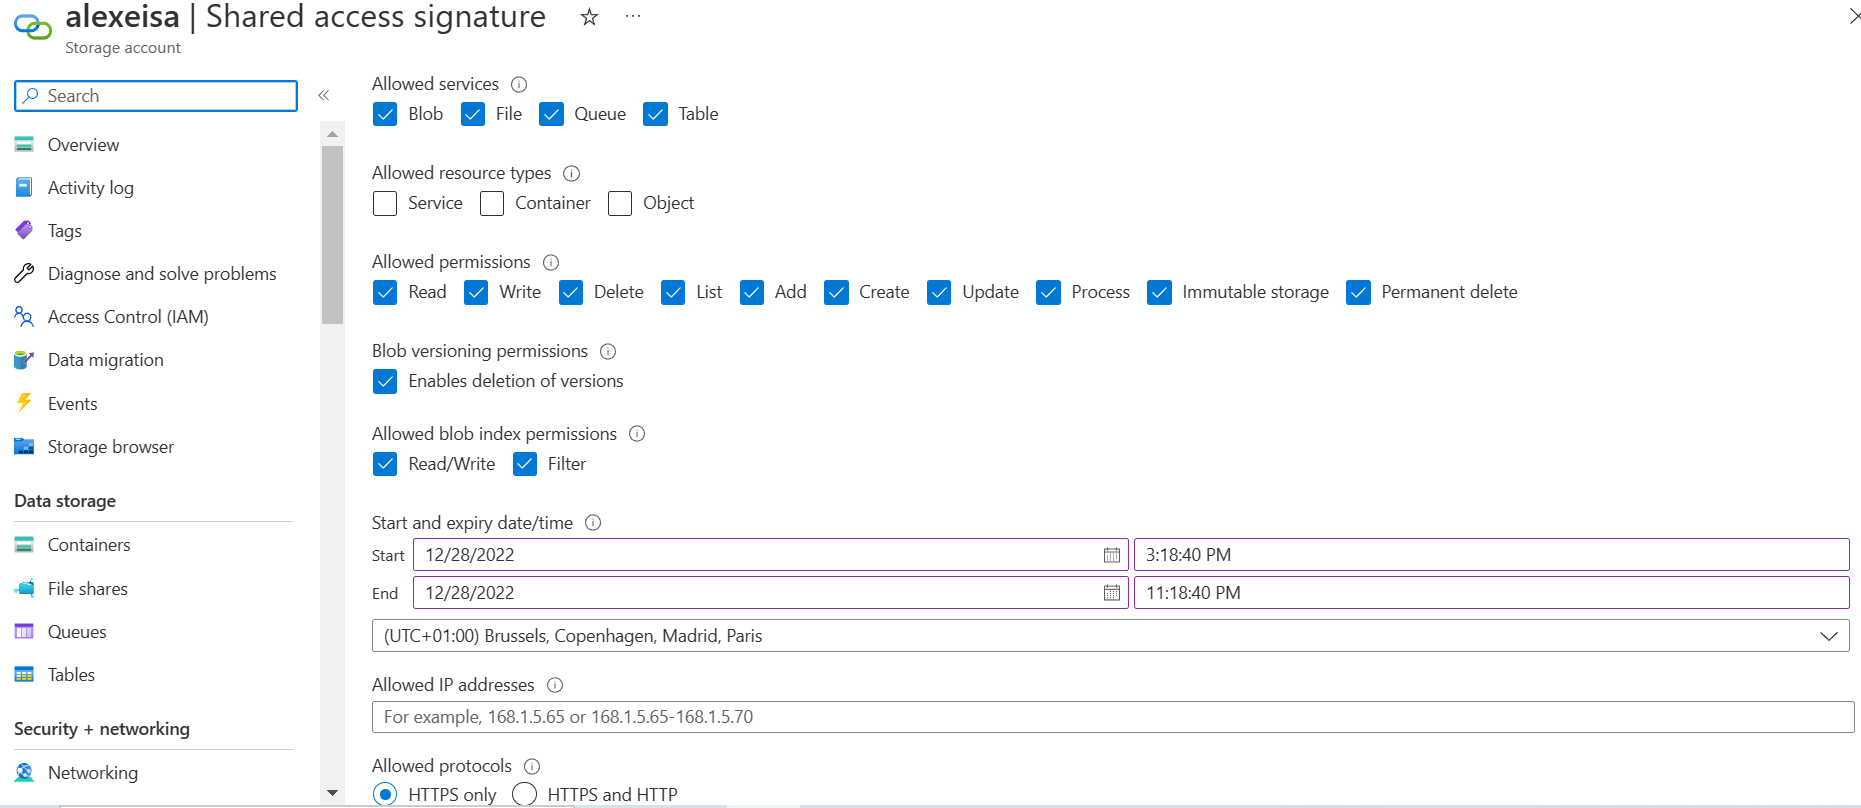 alexeisa | Shared access signature
Storage account
Search
Overview
Activity log
Tags
Diagnose and solve problems
Access Control (IAM)
Data migration
Events
Storage browser
Data storage
Containers
File shares
Queues
Tables
Security + networking
Networking
Allowed services
Blob File Queue Table
Allowed resource types
Service Container Object
Allowed permissions
Read Write Delete List Add Create Update Process Immutable storage Permanent delete
Blob versioning permissions
Enables deletion of versions
Allowed blob index permissions
Read/Write Filter
Start and expiry date/time
Start 12/28/2022 3:18:40 PM
End 12/28/2022 11:18:40 PM
(UTC+01:00) Brussels, Copenhagen, Madrid, Paris
Allowed IP addresses
For example, 168.1.5.65 or 168.1.5.65-168.1.5.70
Allowed protocols
HTTPS only HTTPS and HTTP